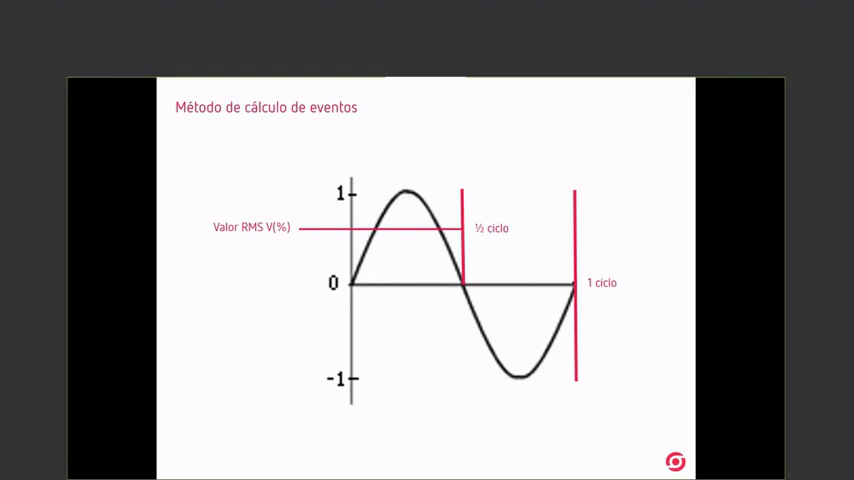 Método de cálculo de eventos
1
Valor RMS V(%)
½ ciclo
0
1 ciclo
-1